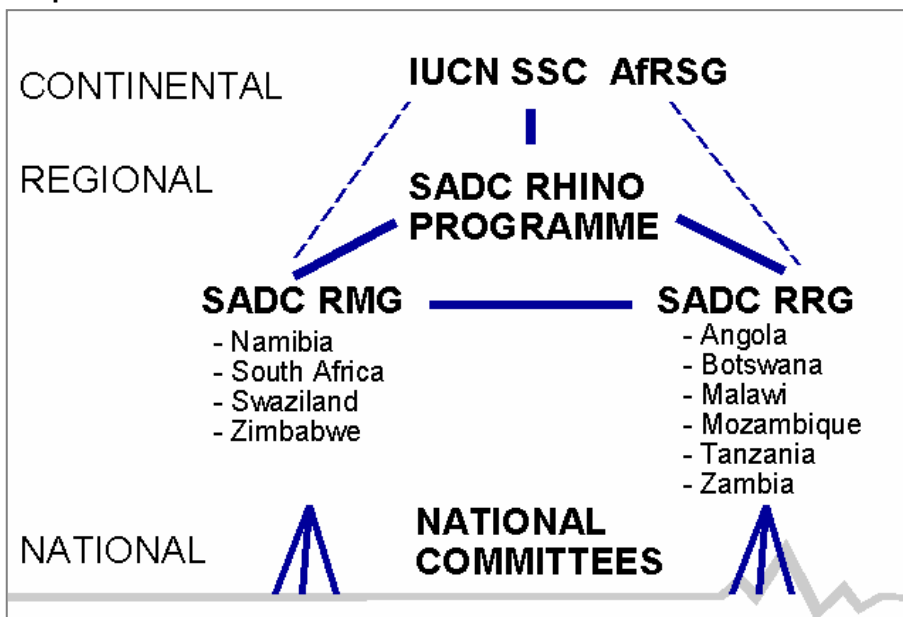 CONTINENTAL
IUCN SSC AfRSG
REGIONAL
SADC RHINO
PROGRAMME
SADC RMG
- Namibia
- South Africa
- Swaziland
- Zimbabwe
SADC RRG
- Angola
- Botswana
- Malawi
- Mozambique
- Tanzania
- Zambia
NATIONAL
NATIONAL
COMMITTEES